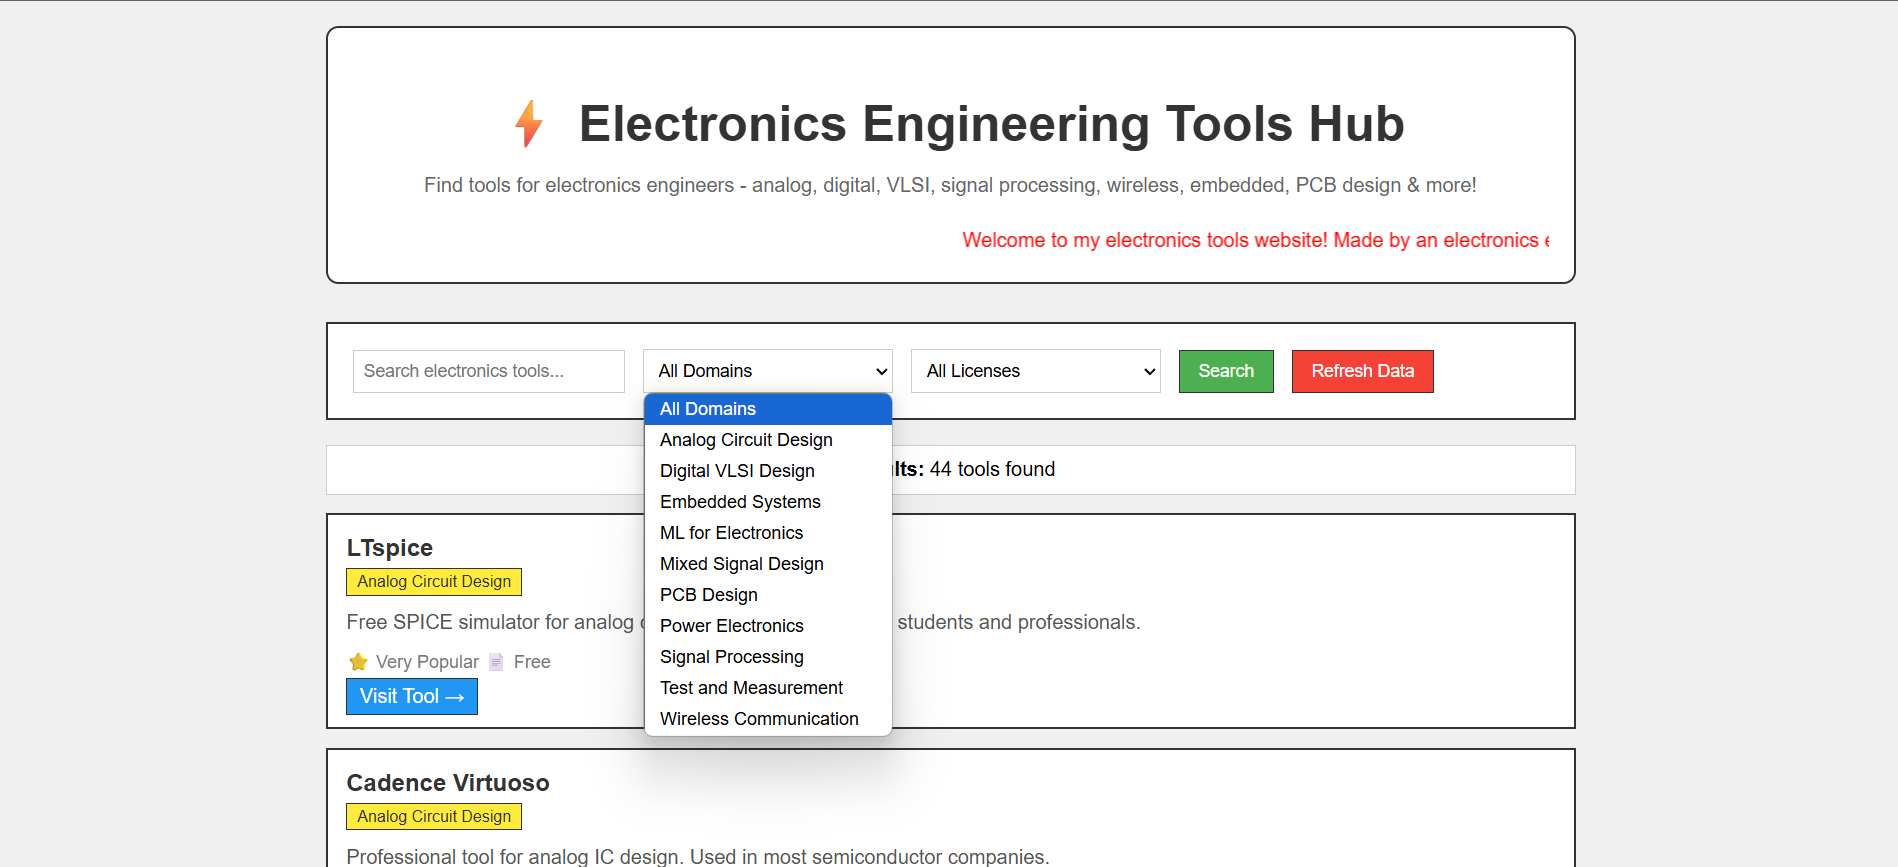 Electronics Engineering Tools Hub
Find tools for electronics engineers - analog, digital, VLSI, signal processing, wireless, embedded, PCB design & more!
Welcome to my electronics tools website! Made by an electronics
Search electronics tools...
All Domains
All Licenses
Search
Refresh Data
All Domains
Analog Circuit Design
Digital VLSI Design
Embedded Systems
ML for Electronics
Mixed Signal Design
PCB Design
Power Electronics
Signal Processing
Test and Measurement
Wireless Communication
44 tools found
LTspice
Analog Circuit Design
Free SPICE simulator for analog students and professionals.
Very Popular Free
Visit Tool →
Cadence Virtuoso
Analog Circuit Design
Professional tool for analog IC design. Used in most semiconductor companies.